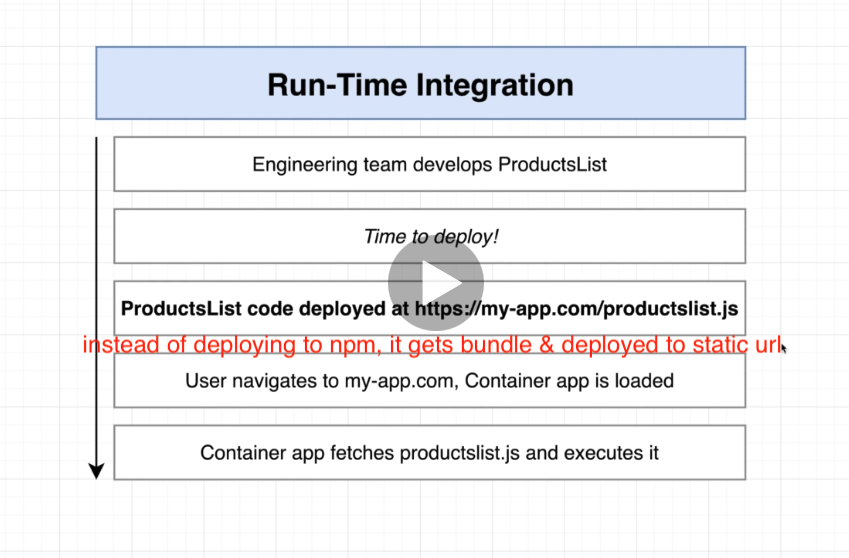 Run-Time Integration
Engineering team develops ProductsList
Time to deploy!
ProductsList code deployed at https://my-app.com/productslist.js
instead of deploying to npm, it gets bundle & deployed to static url
User navigates to my-app.com, Container app is loaded
Container app fetches productslist.js and executes it